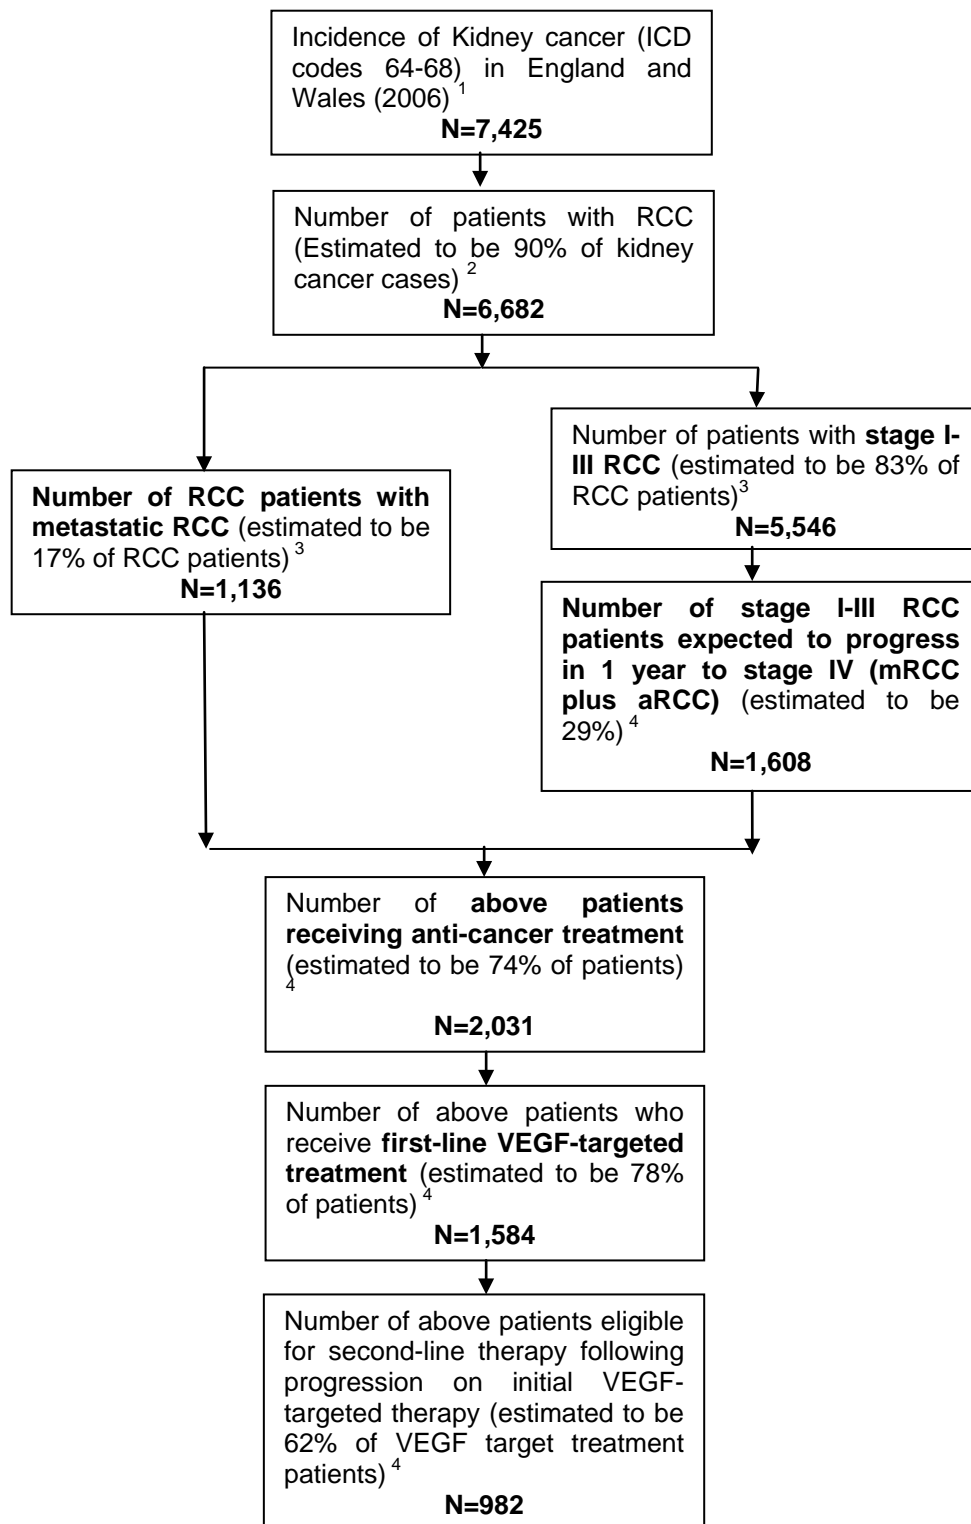 Incidence of Kidney cancer (ICD
codes 64-68) in England and
Wales (2006) 1
N=7,425
Number of patients with RCC
(Estimated to be 90% of kidney
cancer cases) 2
N=6,682
Number of RCC patients with
metastatic RCC (estimated to be
17% of RCC patients) 3
N=1,136
Number of patients with stage I-
III RCC (estimated to be 83% of
RCC patients)3
N=5,546
Number of stage I-III RCC
patients expected to progress
in 1 year to stage IV (mRCC
plus aRCC) (estimated to be
29%) 4
N=1,608
Number of above patients
receiving anti-cancer treatment
(estimated to be 74% of patients)
4
N=2,031
Number of above patients who
receive first-line VEGF-targeted
treatment (estimated to be 78%
of patients) 4
N=1,584
Number of above patients eligible
for second-line therapy following
progression on initial VEGF-
targeted therapy (estimated to be
62% of VEGF target treatment
patients) 4
N=982